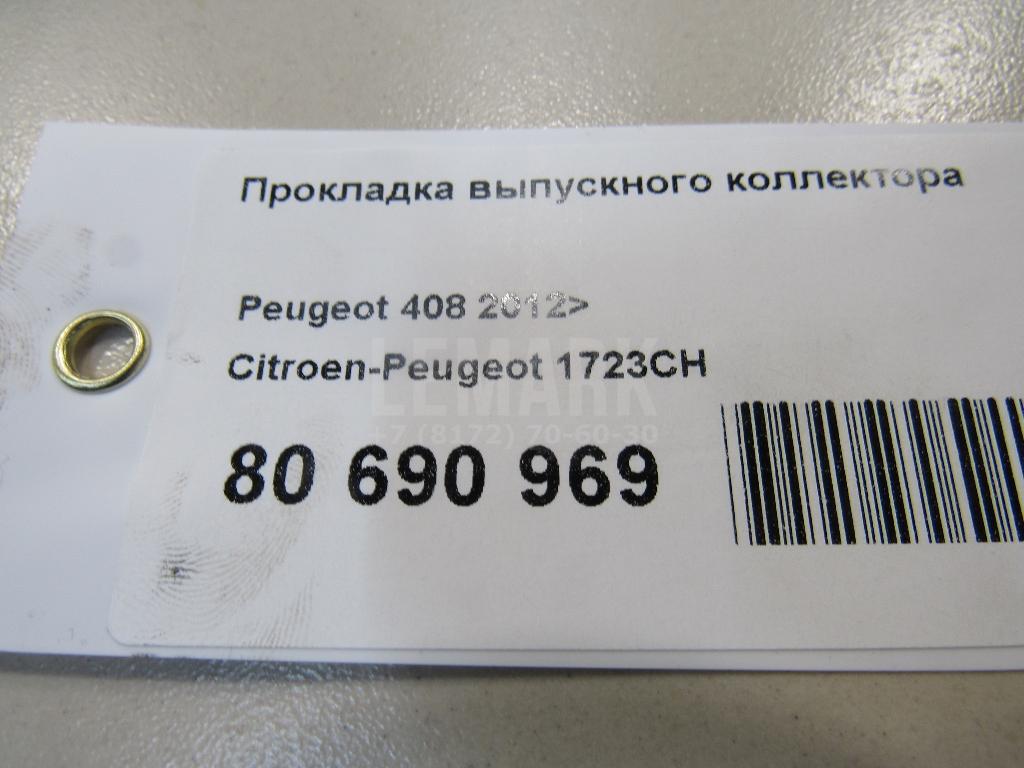 Прокладка выпускного коллектора
Peugeot 408 2012>
Citroen-Peugeot 1723CH
LEMARK
+7 (8172) 70-60-30
80 690 969